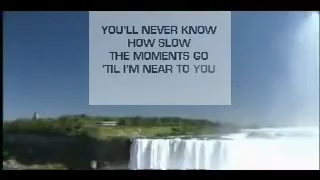 YOU'LL NEVER KNOW
HOW SLOW
THE MOMENTS GO
'TIL I'M NEAR TO YOU